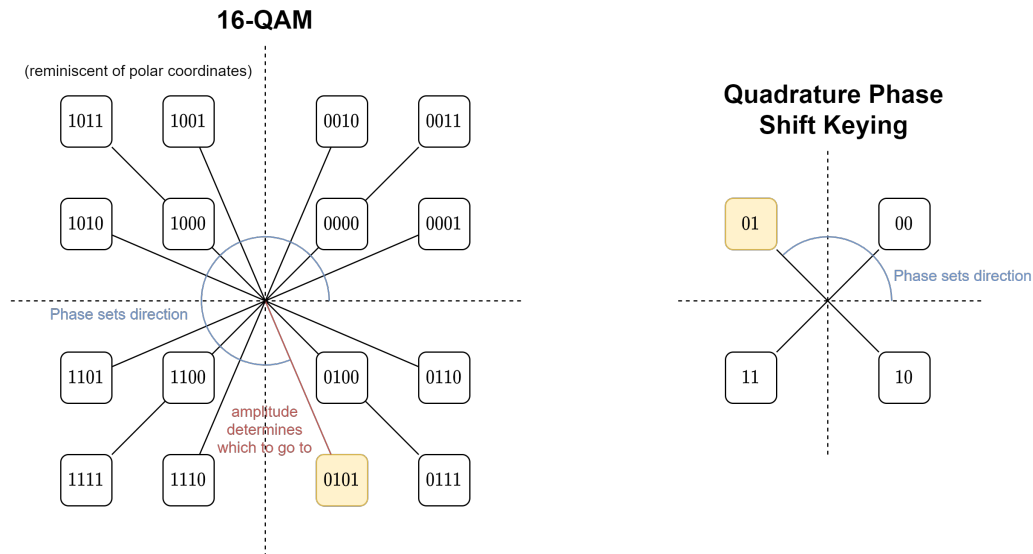 16-QAM
(reminiscent of polar coordinates)
1011 1001 0010 0011
1010 1000 0000 0001
Phase sets direction
1101 1100 0100 0110
amplitude
determines
which to go to
1111 1110 0101 0111
Quadrature Phase
Shift Keying
01 00
Phase sets direction
11 10